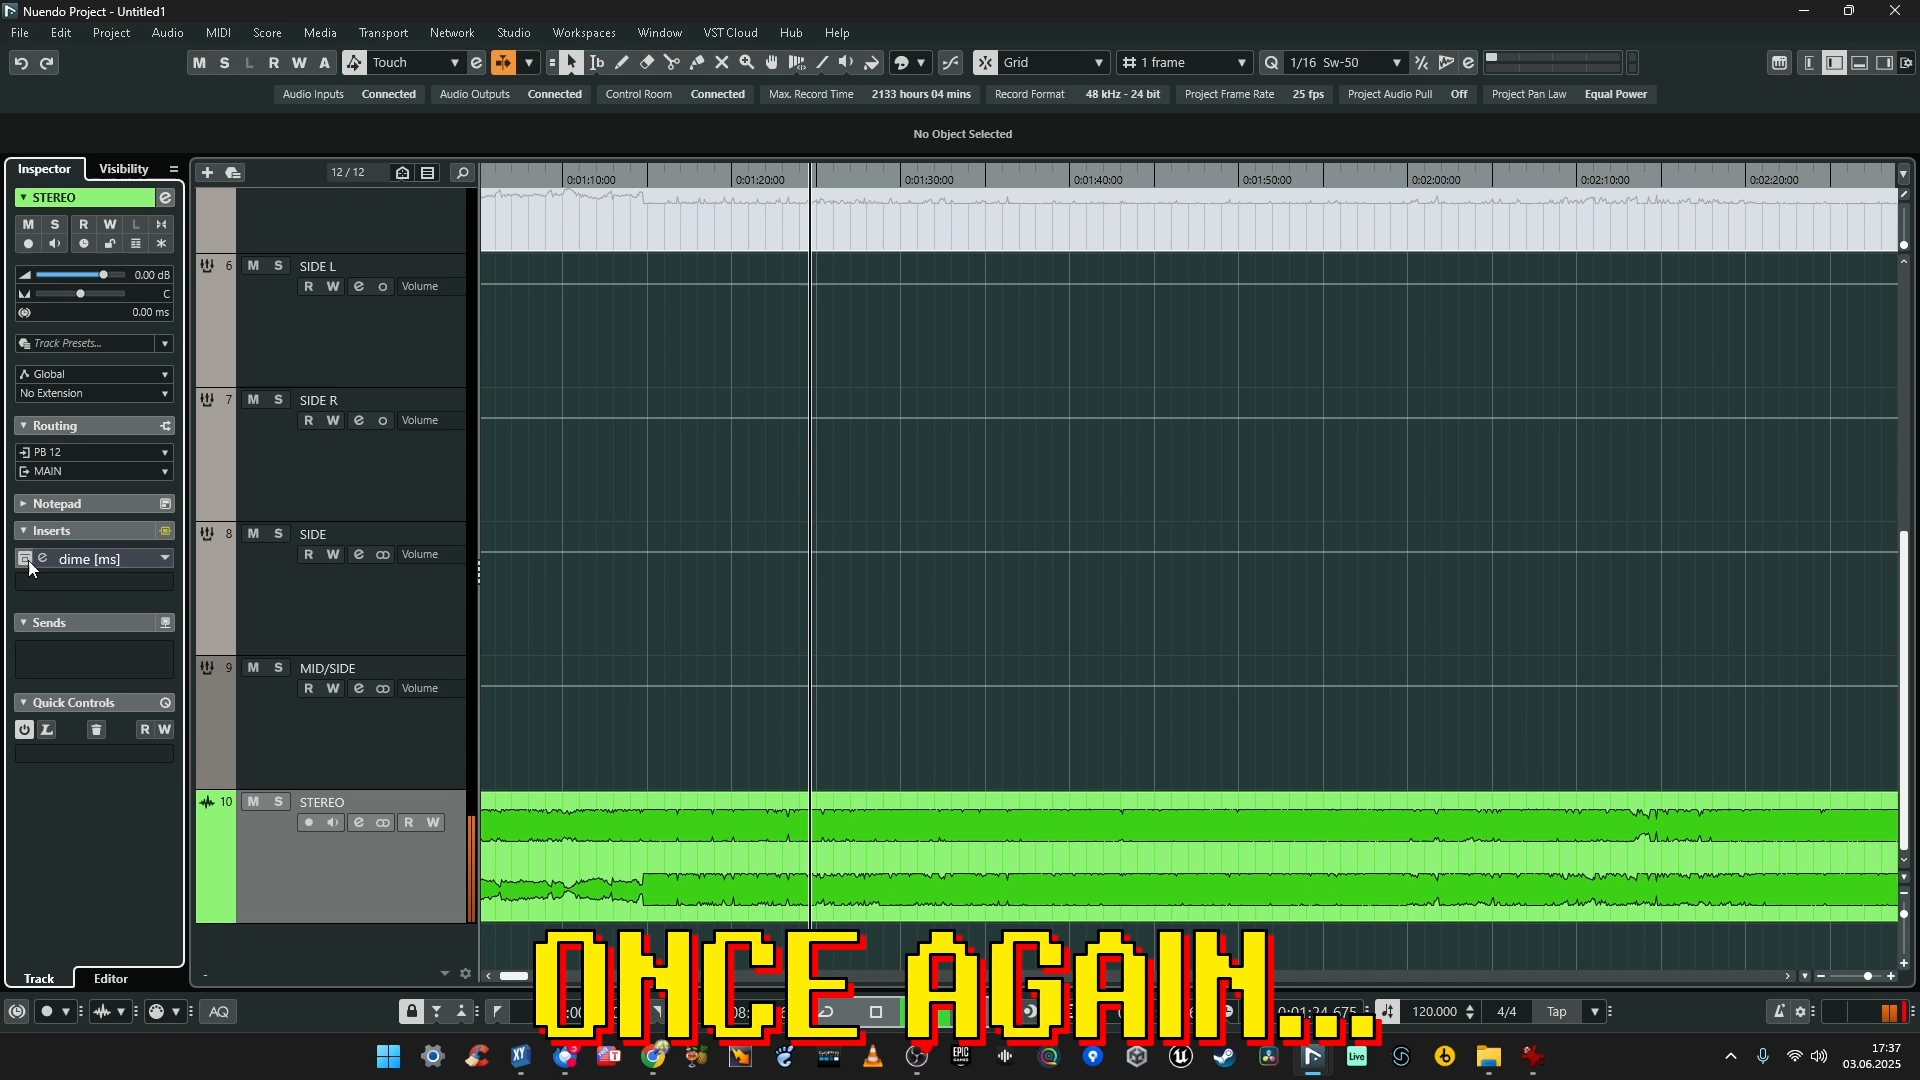 Nuendo Project - Untitled1
File Edit Project Audio MIDI Score Media Transport Network Studio Workspaces Window VST Cloud Hub Help
M S L R W A Touch Grid 1 frame Q 1/16 Sw-50
Audio Inputs Connected Audio Outputs Connected Control Room Connected Max. Record Time 2133 hours 04 mins Record Format 48 kHz - 24 bit Project Frame Rate 25 fps Project Audio Pull Off Project Pan Law Equal Power
No Object Selected
Inspector Visibility
12 / 12
0:01:10:00 0:01:20:00 0:01:30:00 0:01:40:00 0:01:50:00 0:02:00:00 0:02:10:00 0:02:20:00
STEREO
M S R W L
0.00 dB
C
0.00 ms
Track Presets...
Global
No Extension
Routing
PB 12
MAIN
Notepad
Inserts
dime [ms]
Sends
Quick Controls
R W
6 M S SIDE L
R W e Volume
7 M S SIDE R
R W e Volume
8 M S SIDE
R W e Volume
9 M S MID/SIDE
R W e Volume
10 M S STEREO
e R W
Track Editor
ONCE AGAIN...
AQ
0:01:24.675
120.000 4/4 Tap
EPIC GAMES
Live
17:37
03.06.2025